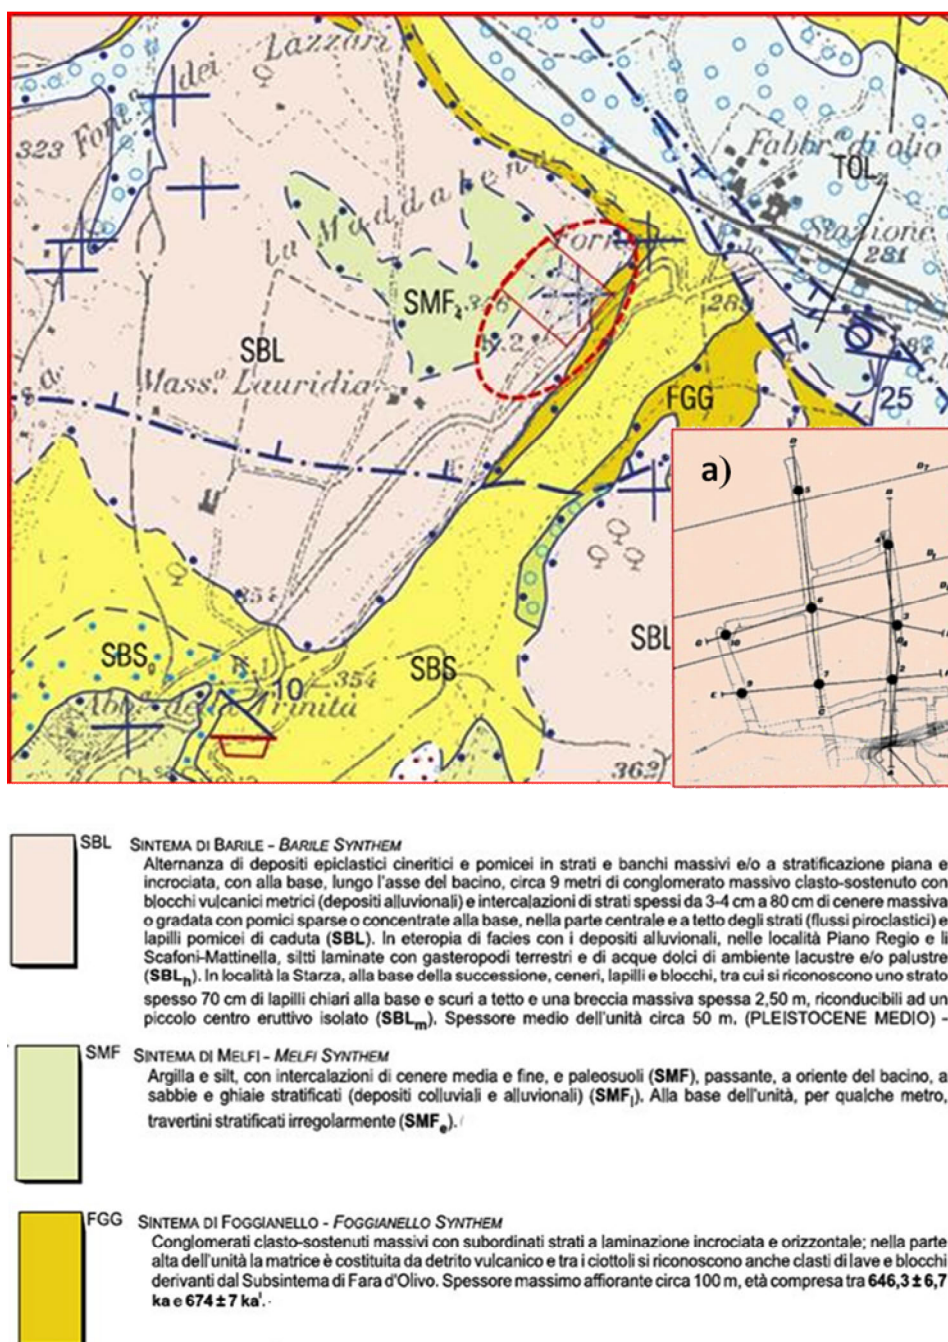 Lazzari
dei
Font.
323
Fabbr. di olio
TOL
Maddalena
La
Stazione
281
SMF
SBL
Mass.a Lauridia
FGG
25
a)
SBL
SBS
SBS
354
10
354
Trinità
362
SBL SINTEMA DI BARILE - BARILE SYNTHEM
Alternanza di depositi epiclastici cineritici e pomicei in strati e banchi massivi e/o a stratificazione piana e
incrociata, con alla base, lungo l'asse del bacino, circa 9 metri di conglomerato massivo clasto-sostenuto con
blocchi vulcanici metrici (depositi alluvionali) e intercalazioni di strati spessi da 3-4 cm a 80 cm di cenere massiva
o gradata con pomici sparse o concentrate alla base, nella parte centrale e a tetto degli strati (flussi piroclastici) e
lapilli pomicei di caduta (SBL). In eteropia di facies con i depositi alluvionali, nelle località Piano Regio e li
Scafoni-Mattinella, siltti laminate con gasteropodi terrestri e di acque dolci di ambiente lacustre e/o palustre
(SBLh). In località la Starza, alla base della successione, ceneri, lapilli e blocchi, tra cui si riconoscono uno strato
spesso 70 cm di lapilli chiari alla base e scuri a tetto e una breccia massiva spessa 2,50 m, riconducibili ad un
piccolo centro eruttivo isolato (SBLm), Spessore medio dell'unità circa 50 m, (PLEISTOCENE MEDIO) -
SMF SINTEMA DI MELFI - MELFI SYNTHEM
Argilla e silt, con intercalazioni di cenere media e fine, e paleosuoli (SMF), passante, a oriente del bacino, a
sabbie e ghiaie stratificati (depositi colluviali e alluvionali) (SMFl), Alla base dell'unità, per qualche metro,
travertini stratificati irregolarmente (SMFe).
FGG SINTEMA DI FOGGIANELLO - FOGGIANELLO SYNTHEM
Conglomerati clasto-sostenuti massivi con subordinati strati a laminazione incrociata e orizzontale; nella parte
alta dell'unità la matrice è costituita da detrito vulcanico e tra i ciottoli si riconoscono anche clasti di lave e blocchi
derivanti dal Subsintema di Fara d'Olivo. Spessore massimo affiorante circa 100 m, età compresa tra 646,3 ± 6,7
ka e 674 ± 7 ka